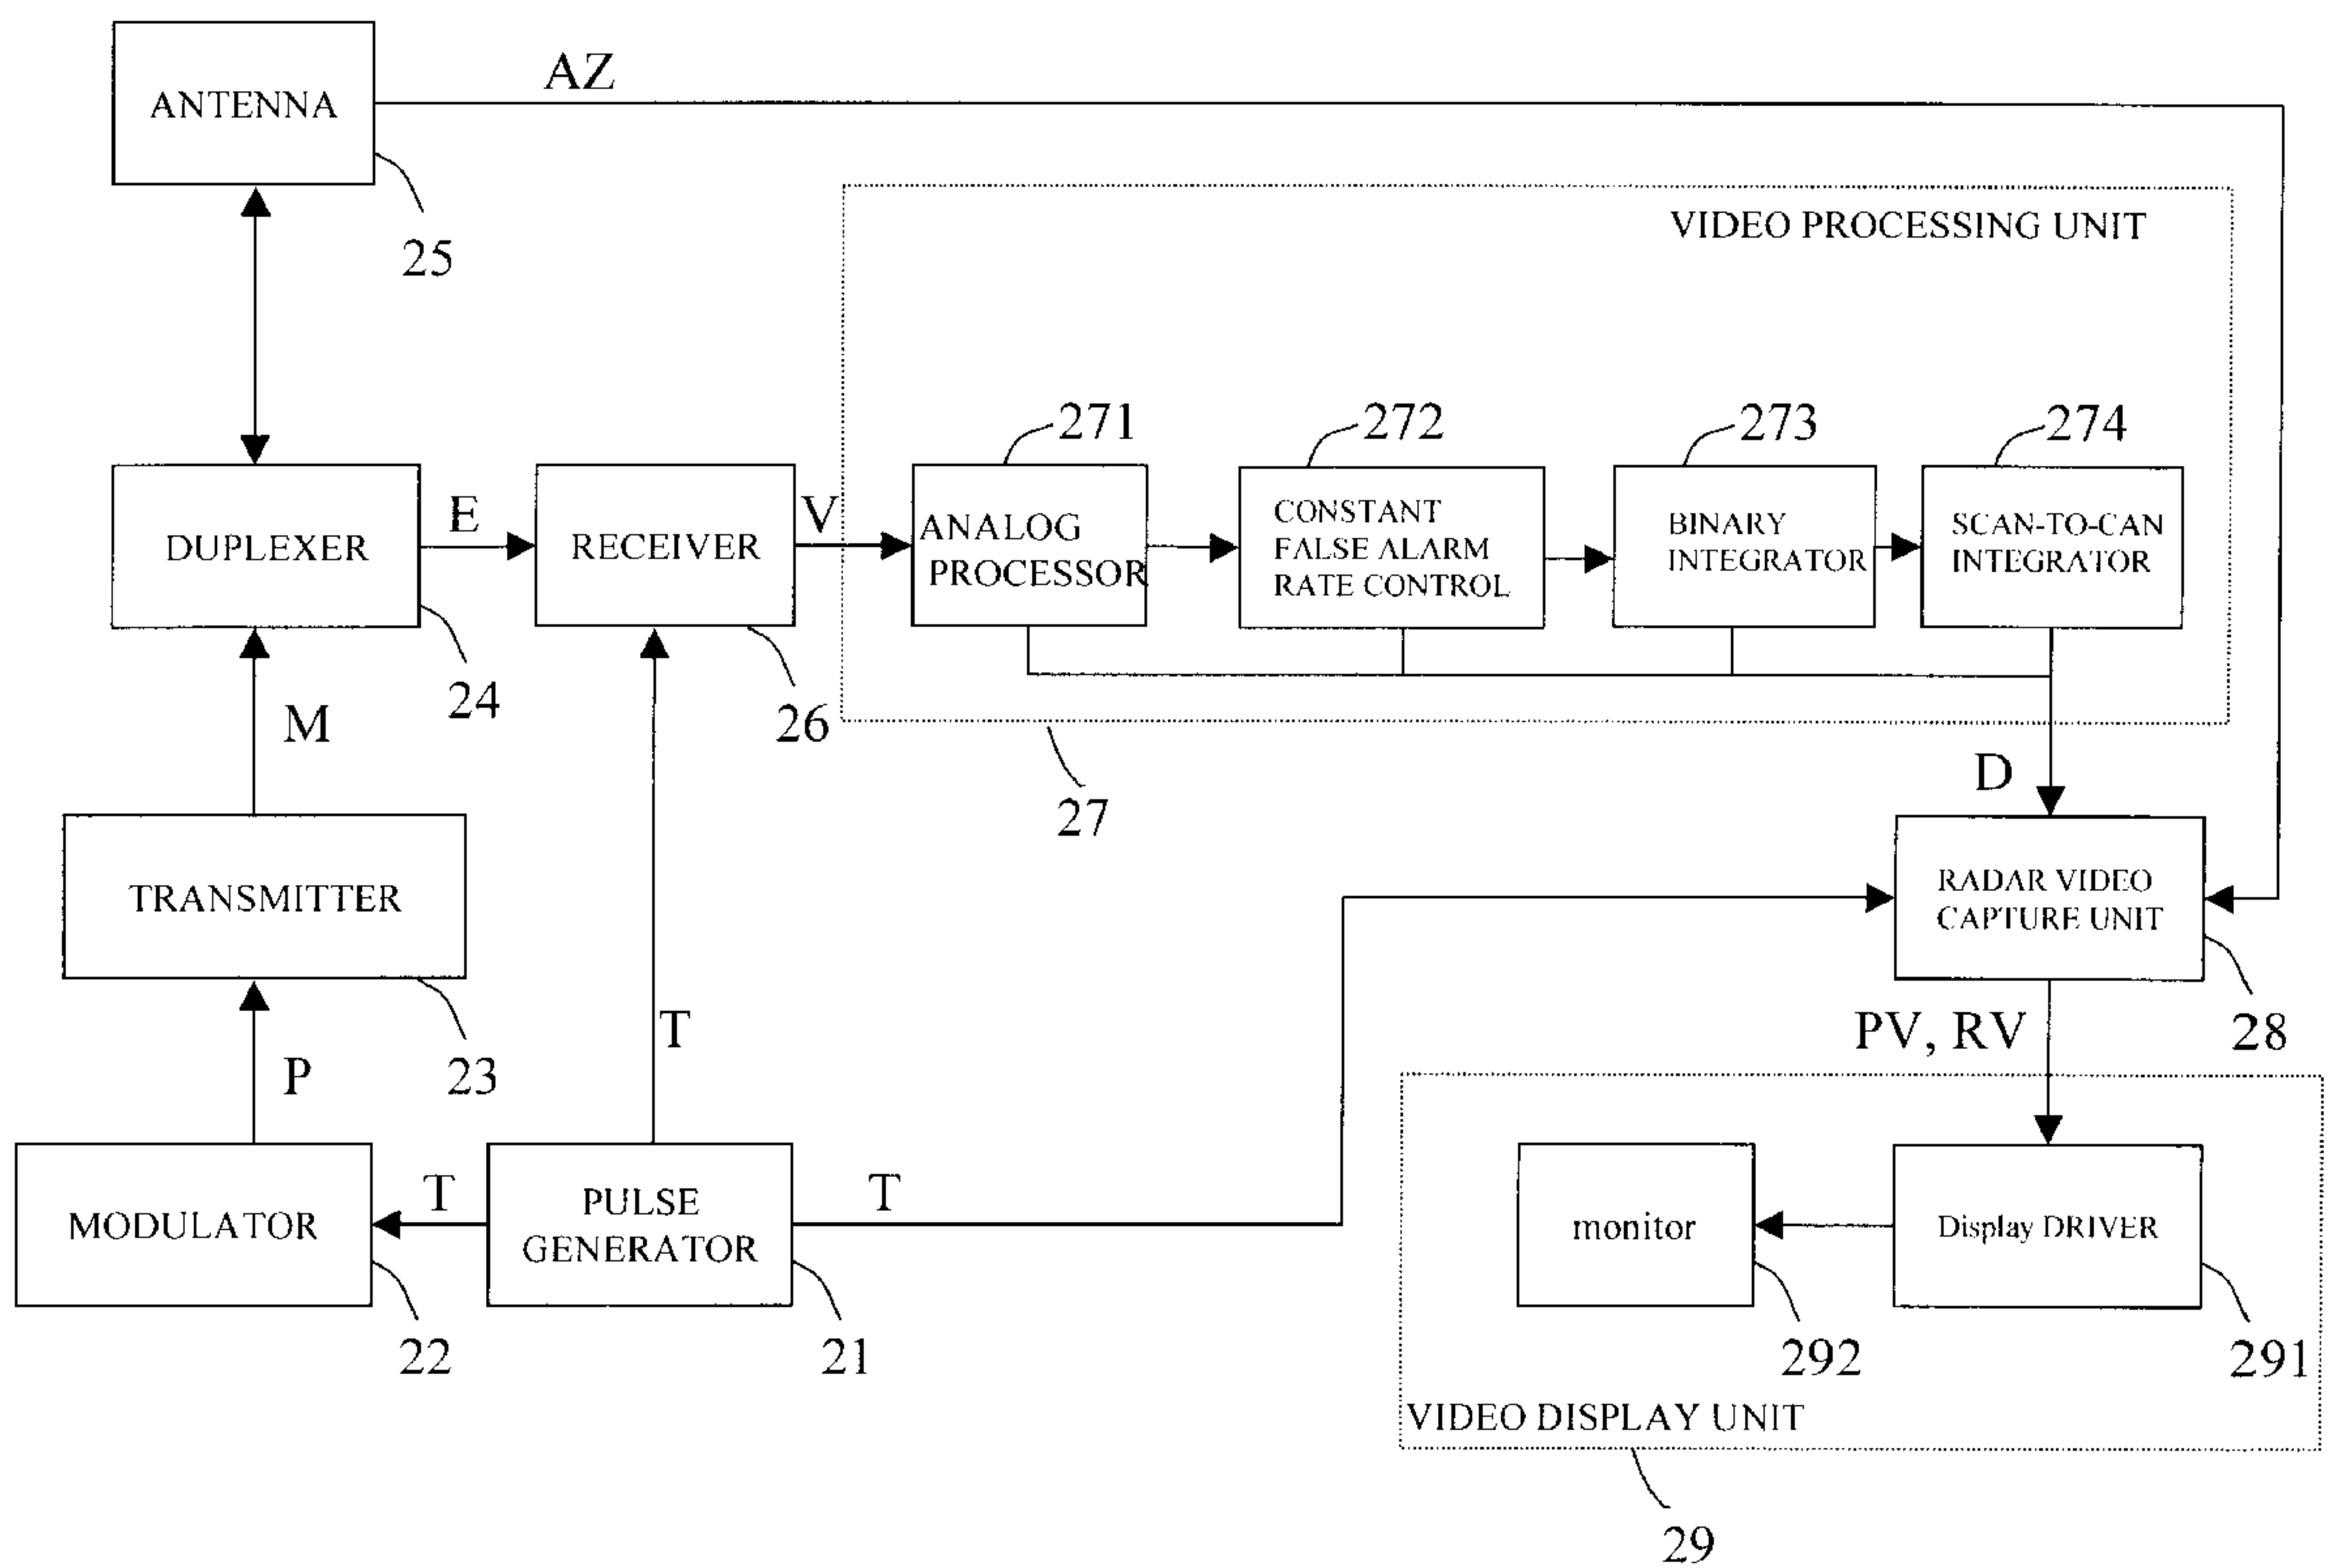 ANTENNA
AZ
25
VIDEO PROCESSING UNIT
271
272
273
274
DUPLEXER
E
RECEIVER
V
ANALOG
PROCESSOR
CONSTANT
FALSE ALARM
RATE CONTROL
BINARY
INTEGRATOR
SCAN-TO-CAN
INTEGRATOR
24
26
M
27
D
TRANSMITTER
RADAR VIDEO
CAPTURE UNIT
23
P
T
PV, RV
28
MODULATOR
T
PULSE
GENERATOR
T
monitor
Display DRIVER
22
21
292
291
VIDEO DISPLAY UNIT
29